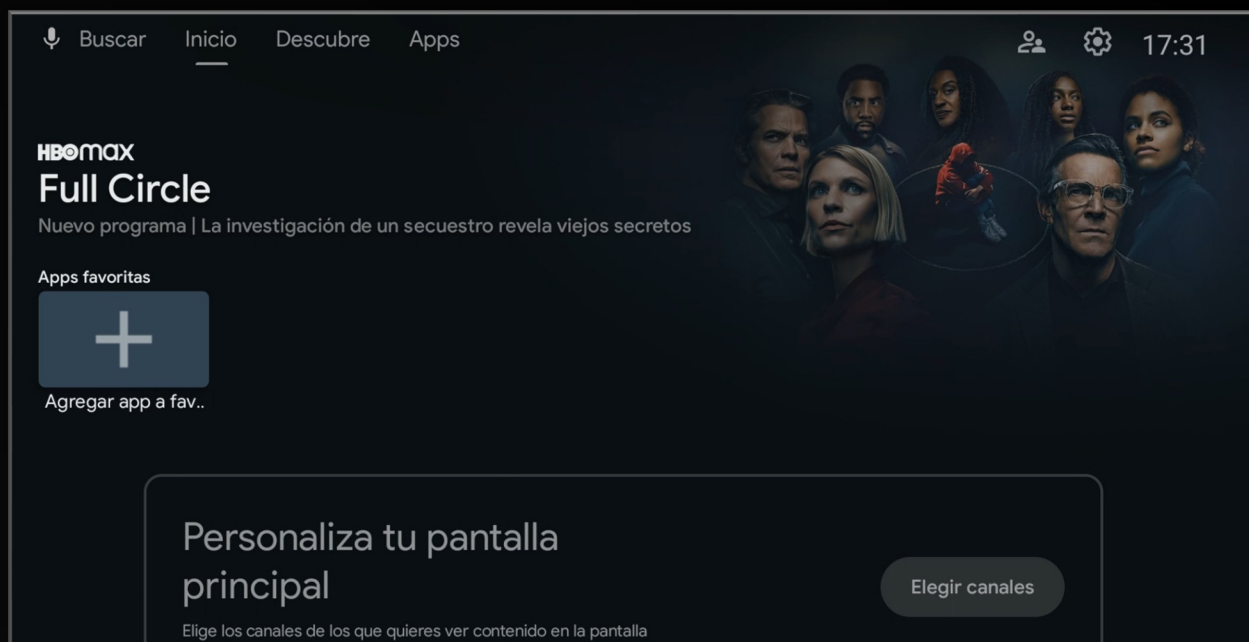 Buscar Inicio Descubre Apps 17:31
HBOmax
Full Circle
Nuevo programa | La investigación de un secuestro revela viejos secretos
Apps favoritas
Agregar app a fav..
Personaliza tu pantalla
principal
Elegir canales
Elige los canales de los que quieres ver contenido en la pantalla